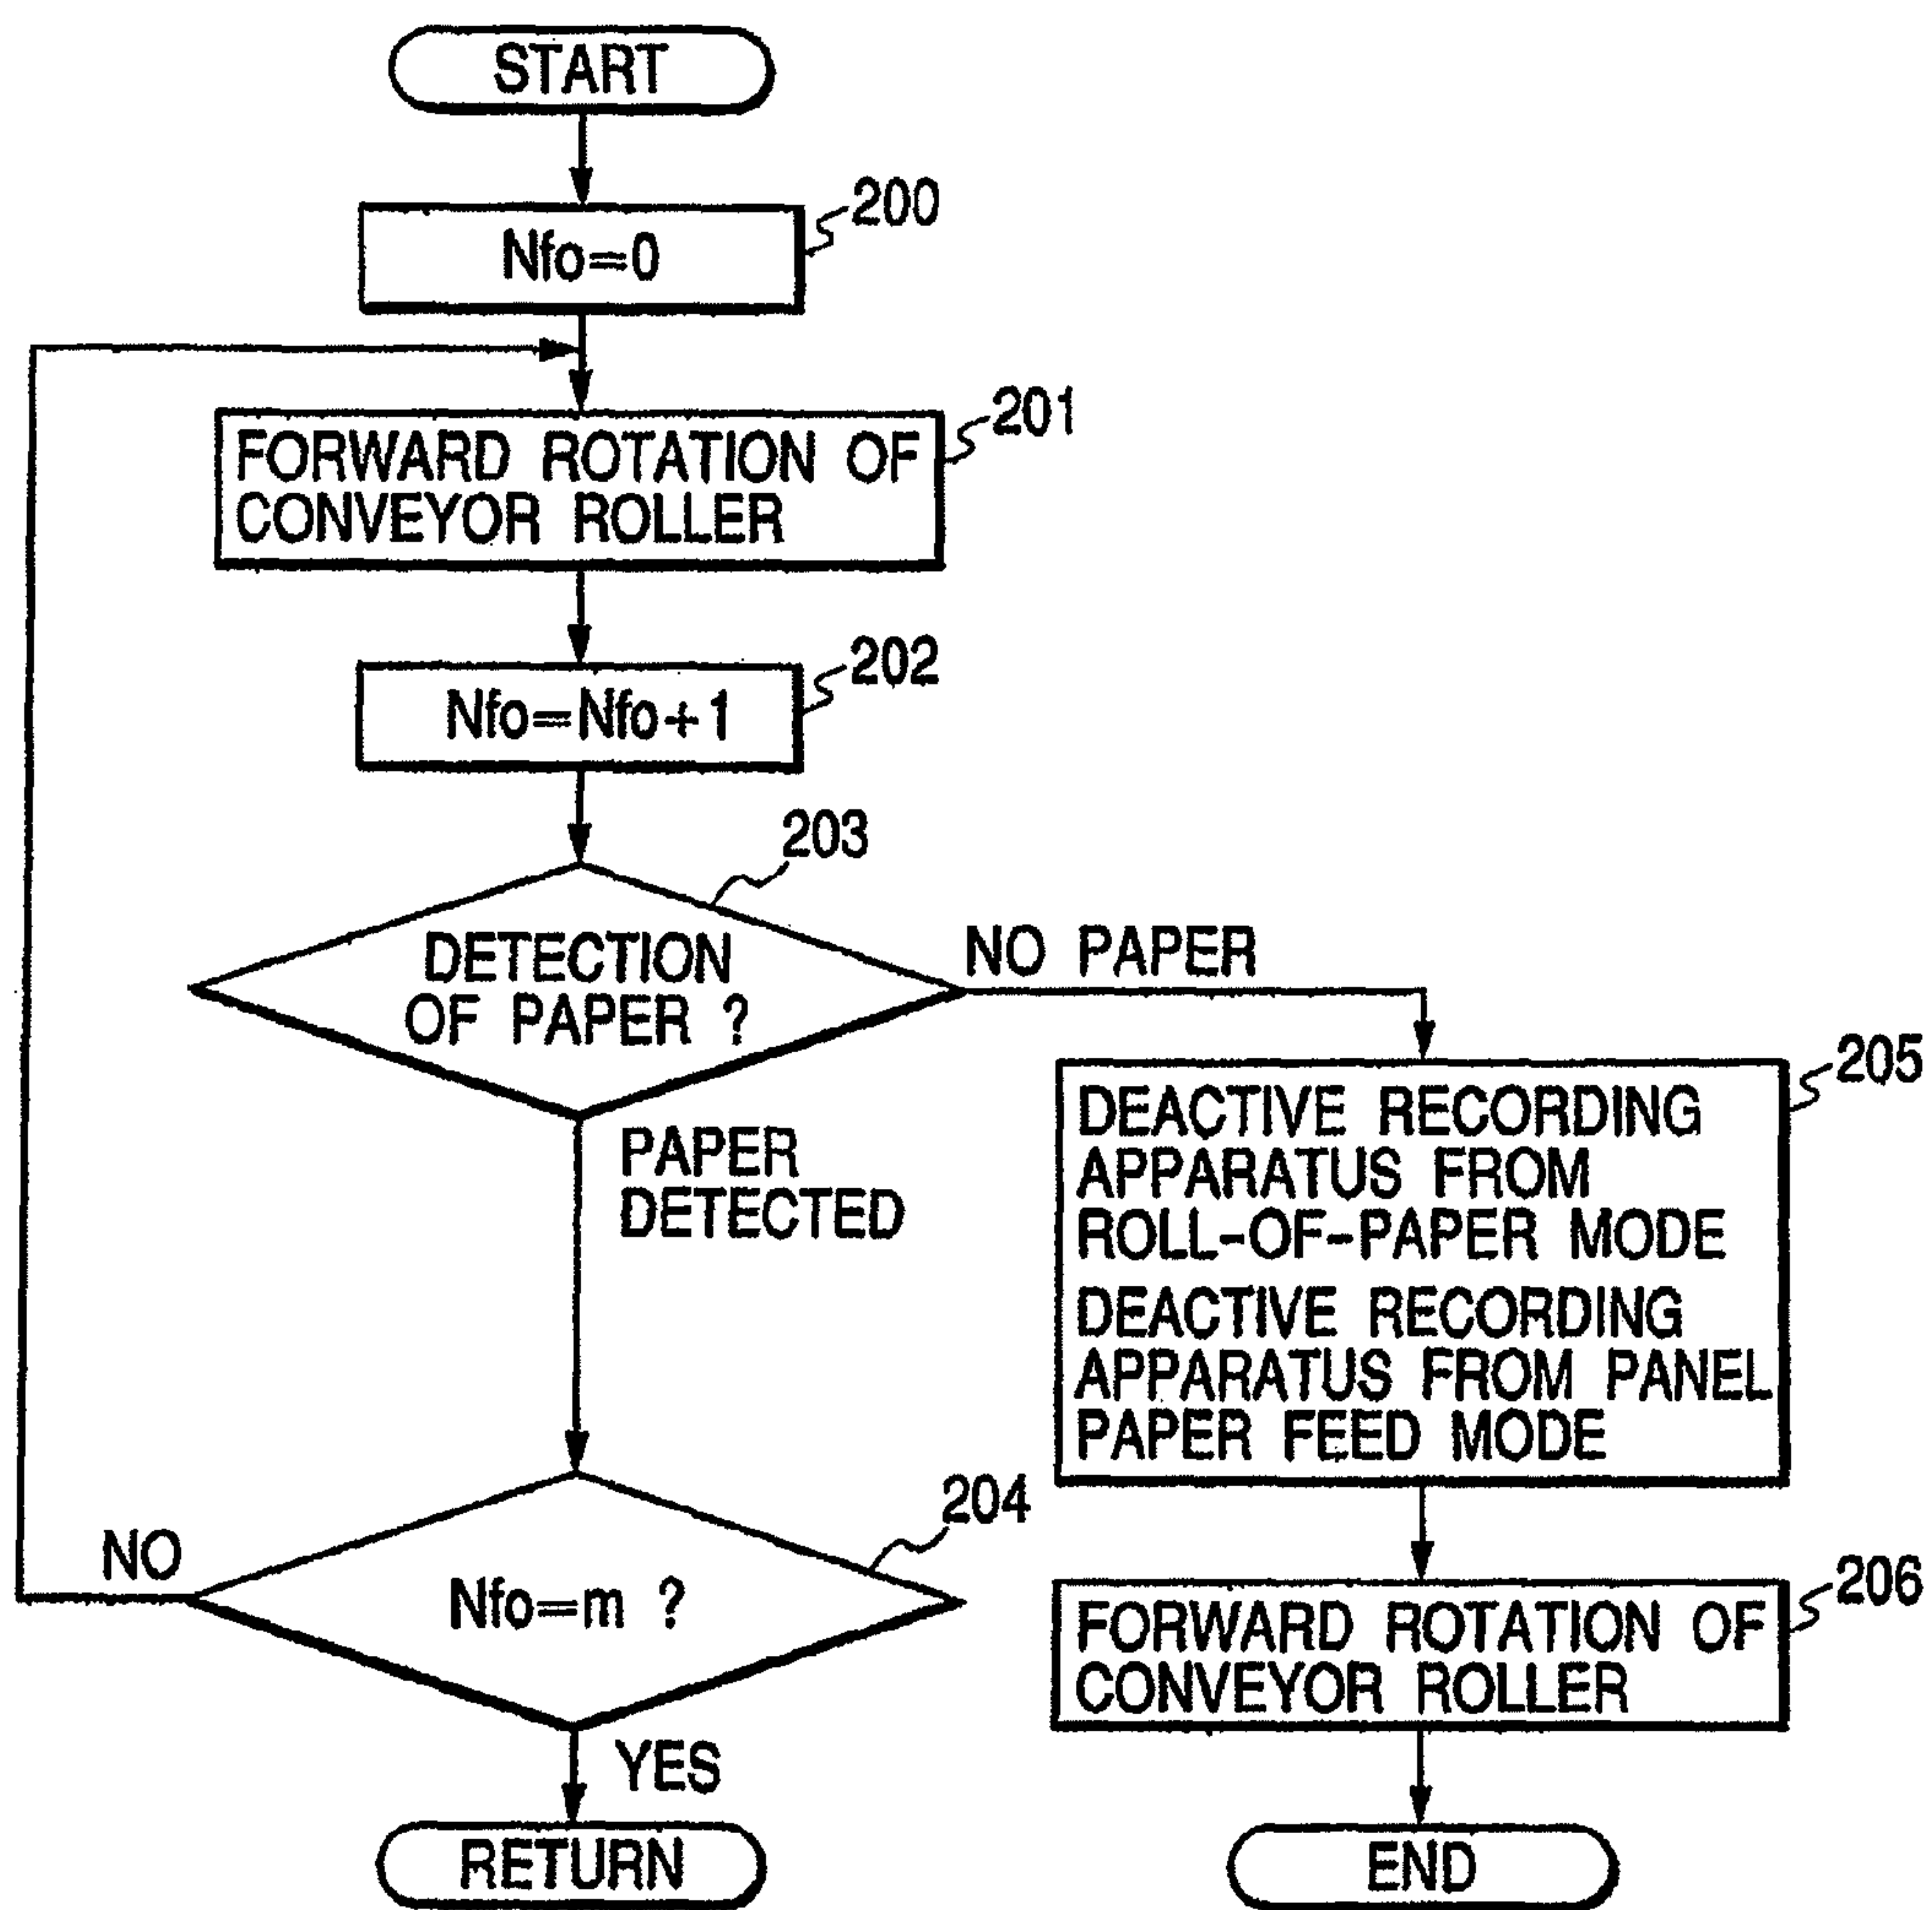 START
200
Nfo=0
201
FORWARD ROTATION OF
CONVEYOR ROLLER
202
Nfo=Nfo+1
203
DETECTION
OF PAPER ?
NO PAPER
PAPER
DETECTED
205
DEACTIVE RECORDING
APPARATUS FROM
ROLL-OF-PAPER MODE
DEACTIVE RECORDING
APPARATUS FROM PANEL
PAPER FEED MODE
204
NO
Nfo=m ?
YES
RETURN
206
FORWARD ROTATION OF
CONVEYOR ROLLER
END